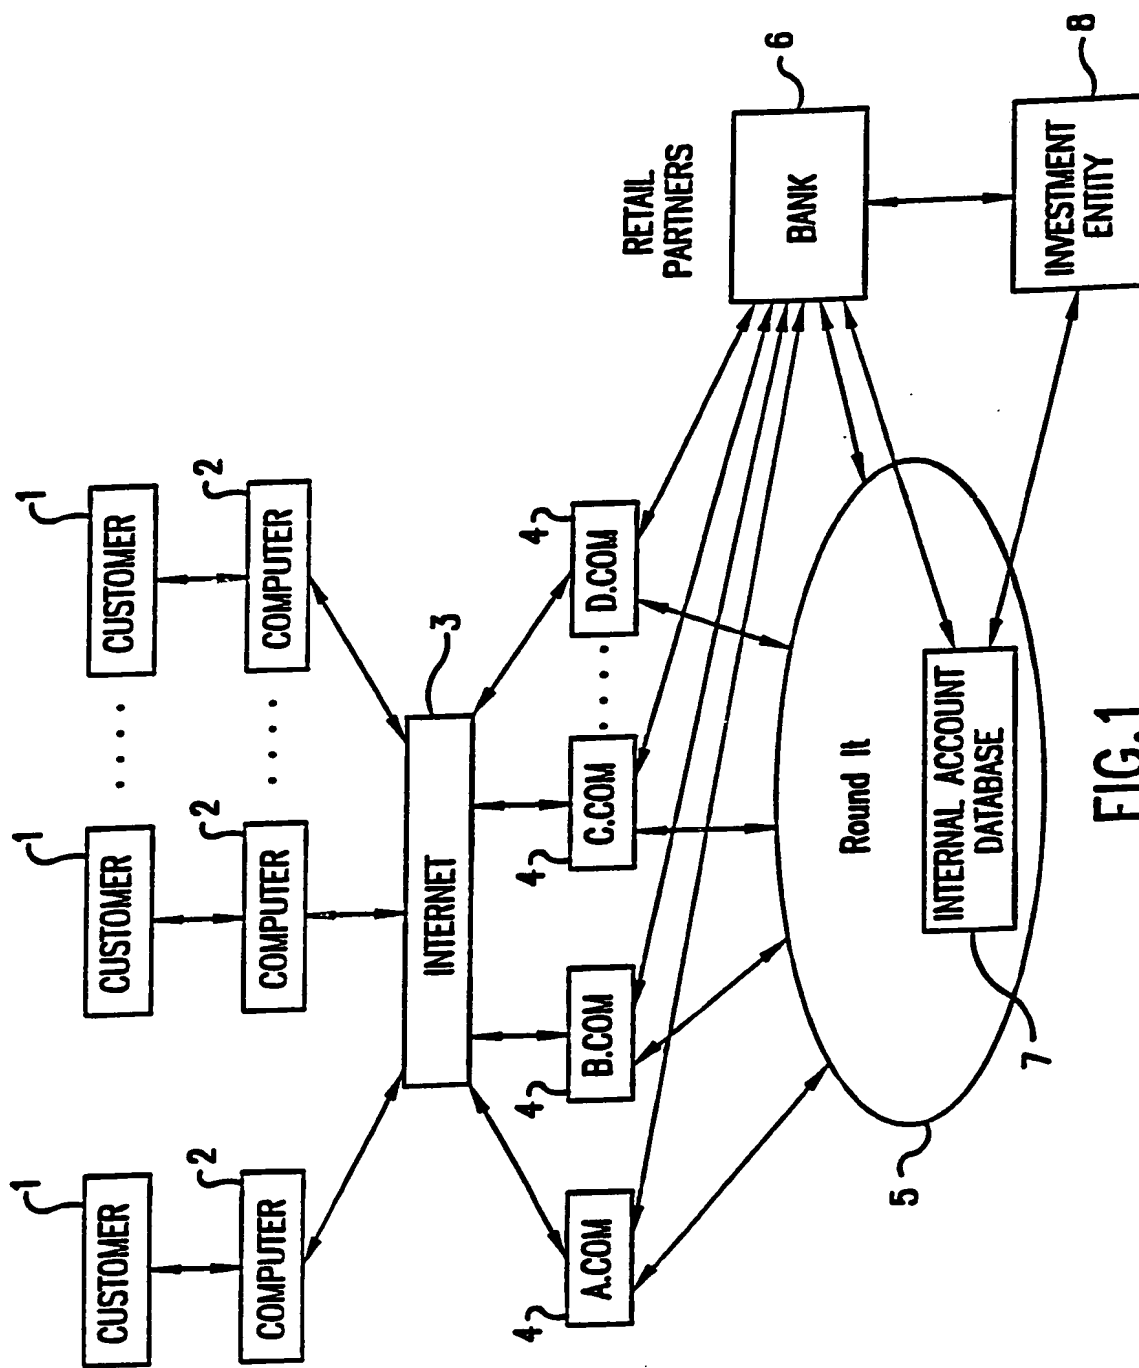 1 1 1
CUSTOMER CUSTOMER .... CUSTOMER
2 2 2
COMPUTER COMPUTER .... COMPUTER
INTERNET 3
4 4 4 4
A.COM B.COM C.COM .... D.COM
RETAIL
PARTNERS
6
BANK
Round It
5
INTERNAL ACCOUNT
DATABASE
7
INVESTMENT
ENTITY
8
FIG.1